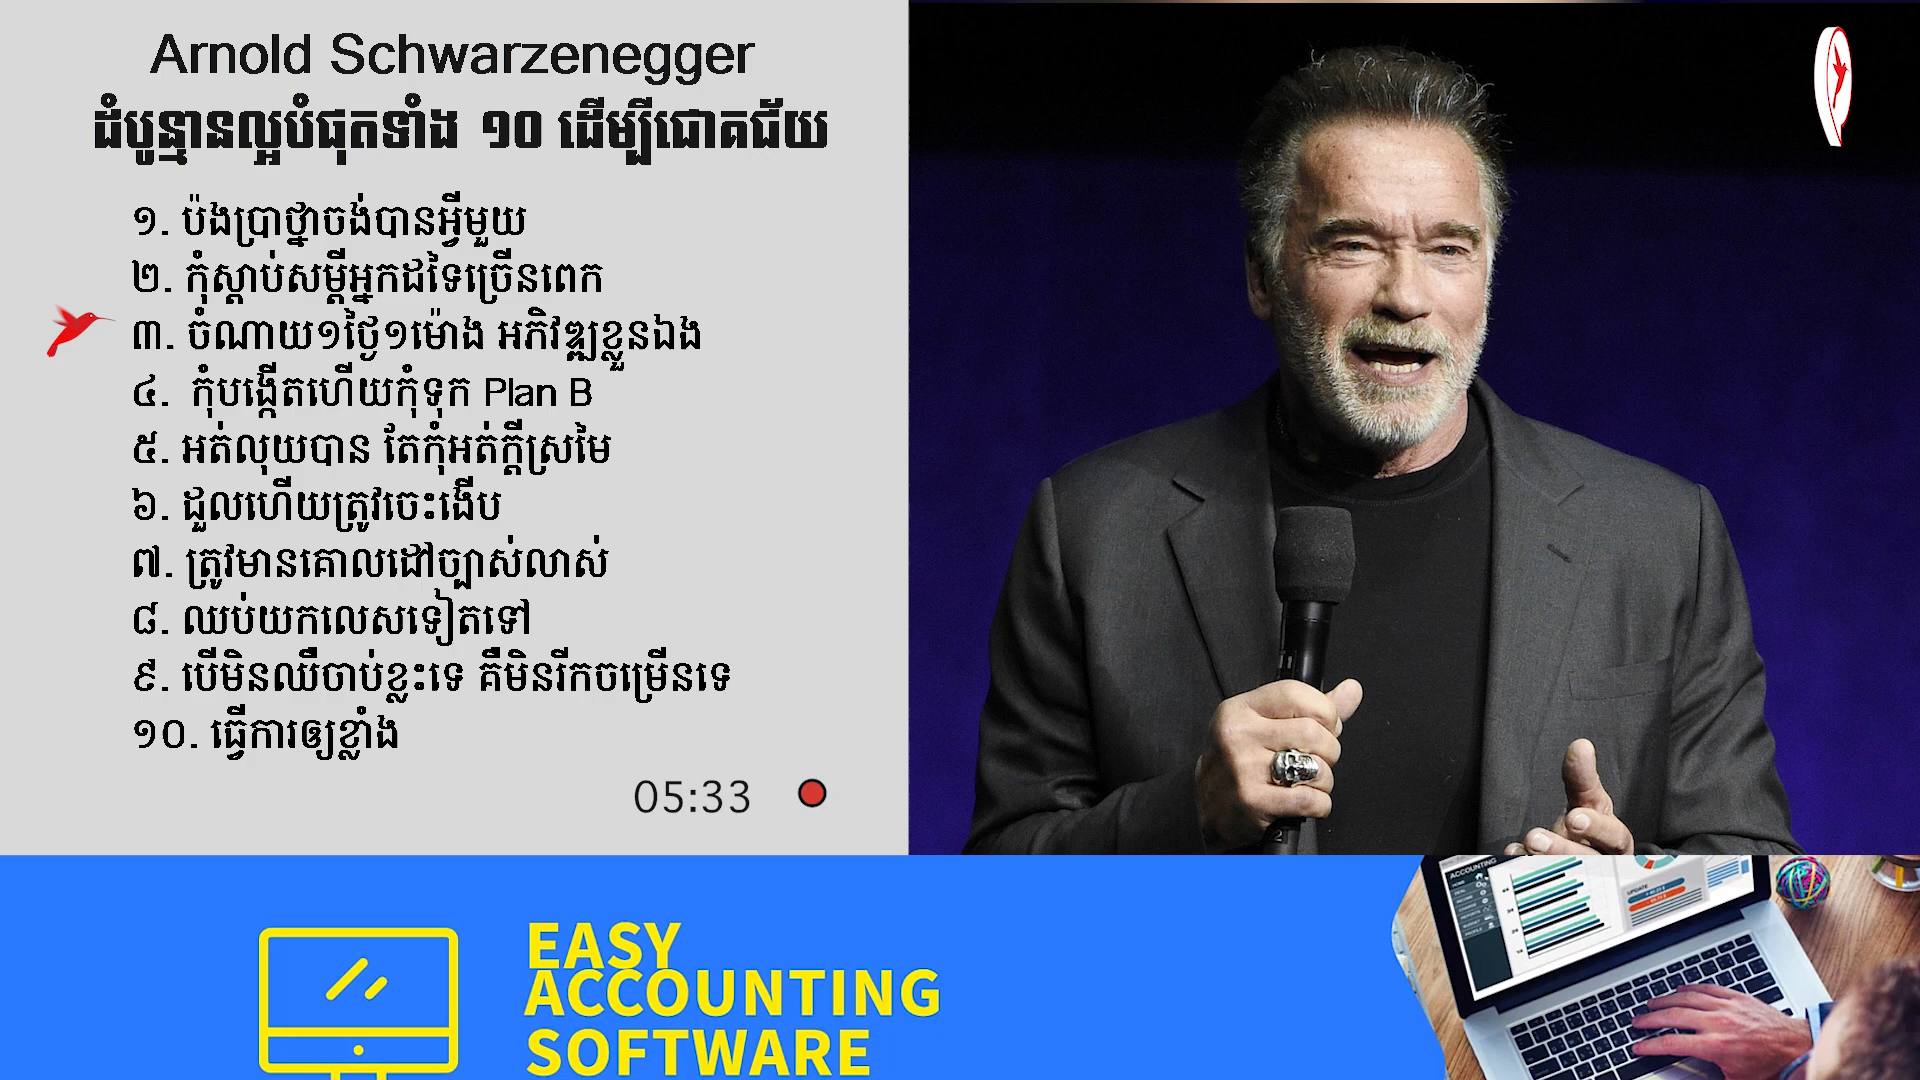 Arnold Schwarzenegger
ដំបូន្មានល្អបំផុតទាំង ១០ ដើម្បីជោគជ័យ
១. ប៉ងប្រាថ្នាចង់បានអ្វីមួយ
២. កុំស្តាប់សម្តីអ្នកដទៃច្រើនពេក
៣. ចំណាយ១ថ្ងៃ១ម៉ោង អភិវឌ្ឍខ្លួនឯង
៤. កុំបង្កើតហើយកុំទុក Plan B
៥. អត់លុយបាន តែកុំអត់ក្តីស្រមៃ
៦. ដួលហើយត្រូវចេះងើប
៧. ត្រូវមានគោលដៅច្បាស់លាស់
៨. ឈប់យកលេសទៀតទៅ
៩. បើមិនឈឺចាប់ខ្លះទេ គឺមិនរីកចម្រើនទេ
១០. ធ្វើការឲ្យខ្លាំង
05:33
EASY
ACCOUNTING
SOFTWARE
ACCOUNTING
UPDATE